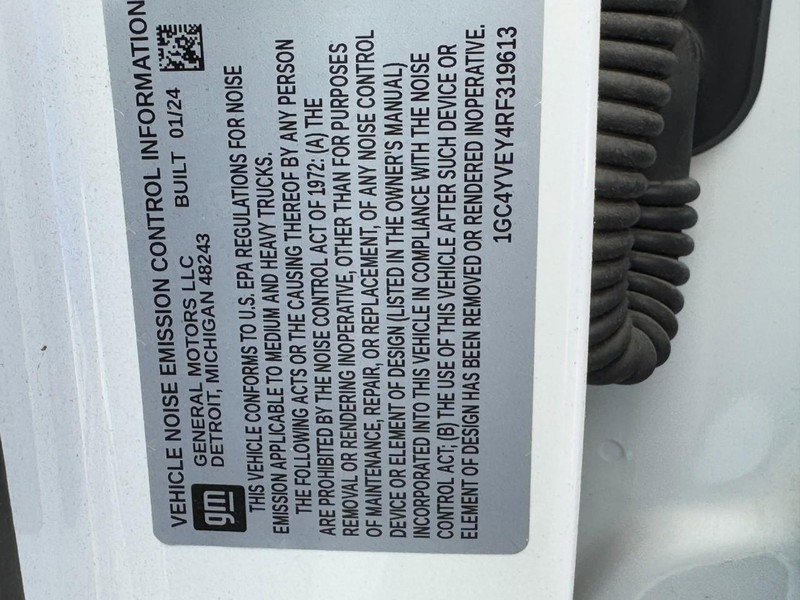 VEHICLE NOISE EMISSION CONTROL INFORMATION
gm
GENERAL MOTORS LLC
DETROIT, MICHIGAN 48243
BUILT 01/24
THIS VEHICLE CONFORMS TO U.S. EPA REGULATIONS FOR NOISE
EMISSION APPLICABLE TO MEDIUM AND HEAVY TRUCKS.
THE FOLLOWING ACTS OR THE CAUSING THEREOF BY ANY PERSON
ARE PROHIBITED BY THE NOISE CONTROL ACT OF 1972: (A) THE
REMOVAL OR RENDERING INOPERATIVE, OTHER THAN FOR PURPOSES
OF MAINTENANCE, REPAIR, OR REPLACEMENT, OF ANY NOISE CONTROL
DEVICE OR ELEMENT OF DESIGN (LISTED IN THE OWNER'S MANUAL)
INCORPORATED INTO THIS VEHICLE IN COMPLIANCE WITH THE NOISE
CONTROL ACT; (B) THE USE OF THIS VEHICLE AFTER SUCH DEVICE OR
ELEMENT OF DESIGN HAS BEEN REMOVED OR RENDERED INOPERATIVE.
1GC4YVEY4RF319613